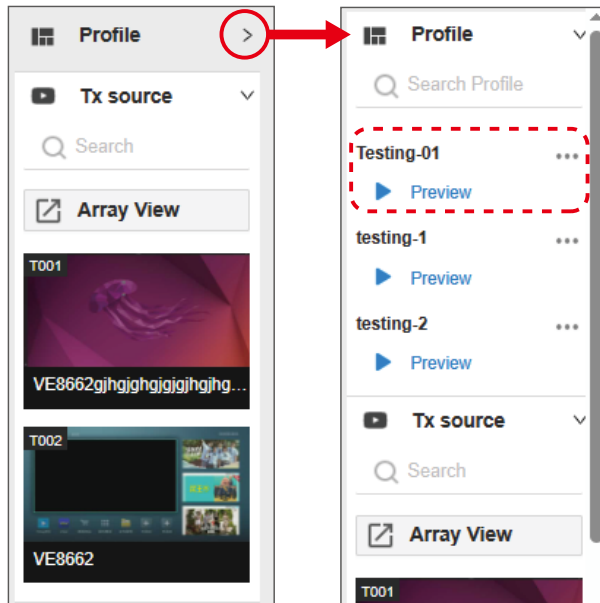 Profile
Tx source
Search
Array View
T001
VE8662gjhgjghgjgjgjhgjhg...
T002
VE8662
Profile
Search Profile
Testing-01
Preview
testing-1
Preview
testing-2
Preview
Tx source
Search
Array View
T001